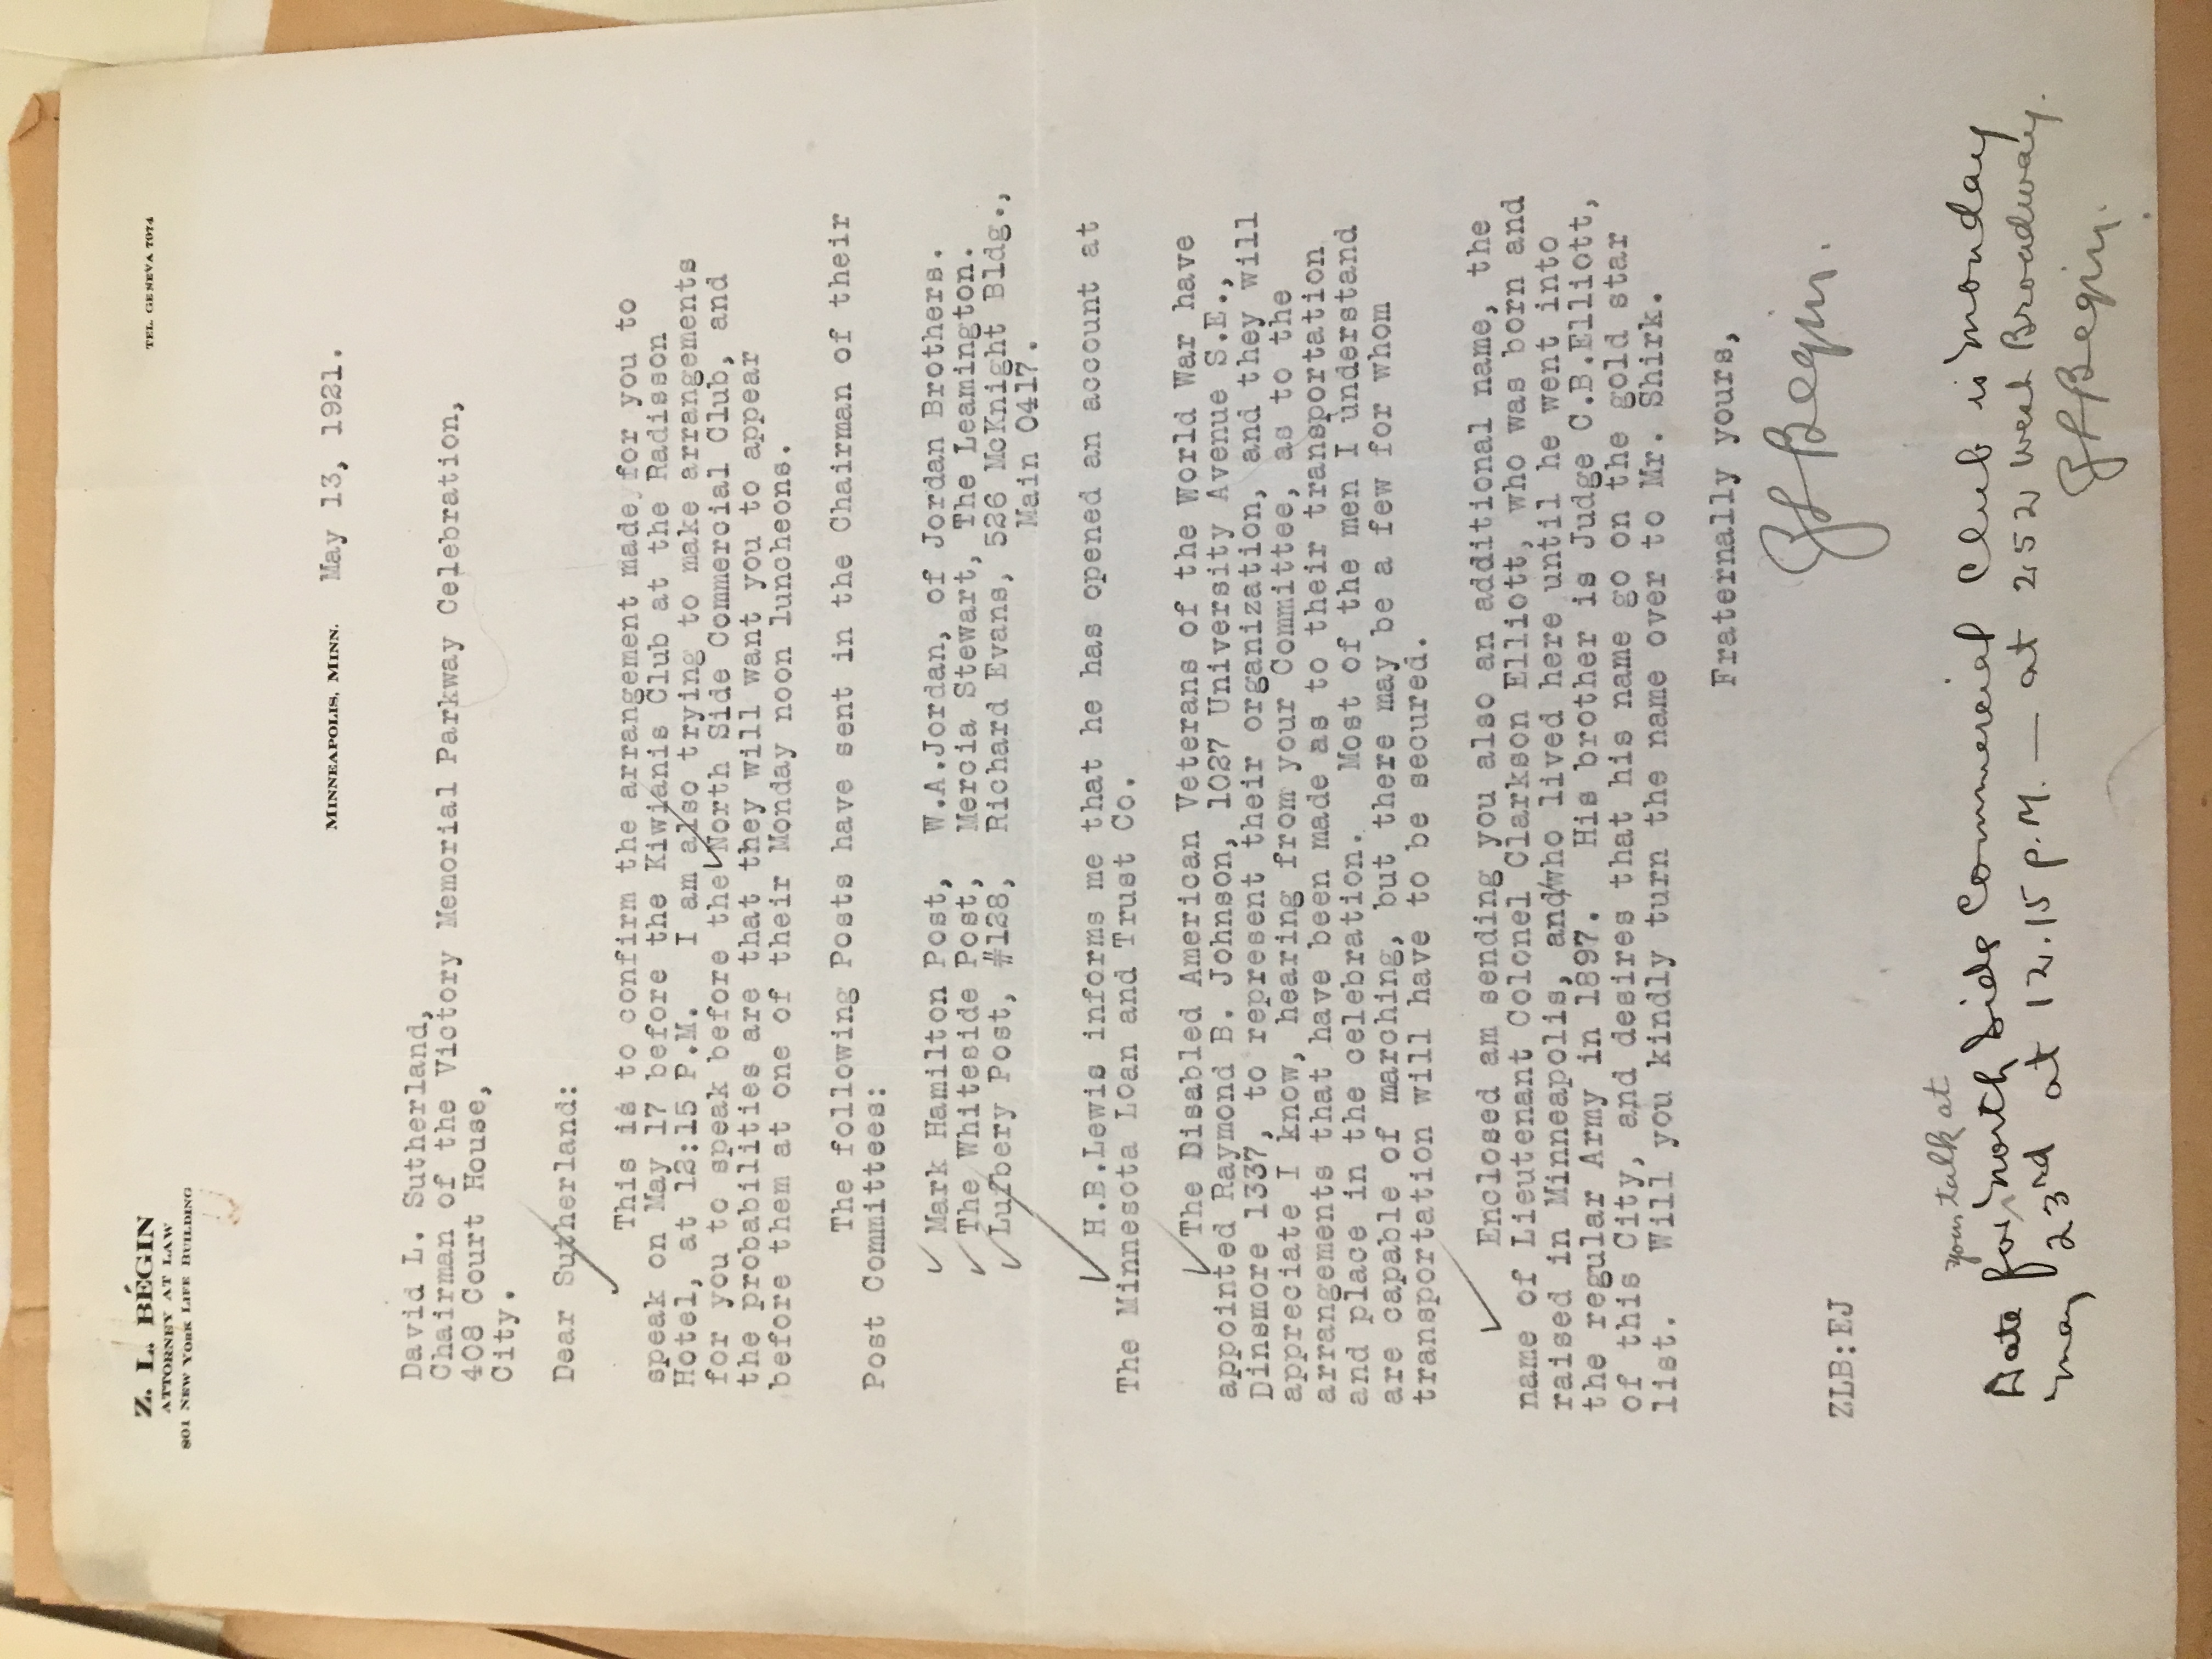 Z. L. BÉGIN
ATTORNEY AT LAW
801 NEW YORK LIFE BUILDING
TEL. GENEVA 7974
MINNEAPOLIS, MINN. May 13, 1921.
David L. Sutherland,
Chairman of the Victory Memorial Parkway Celebration,
408 Court House,
City.
Dear Sutherland:
This is to confirm the arrangement made for you to
speak on May 17 before the Kiwianis Club at the Radisson
Hotel, at 12:15 P.M. I am also trying to make arrangements
for you to speak before the North Side Commercial Club, and
the probabilities are that they will want you to appear
before them at one of their Monday noon luncheons.
The following Posts have sent in the Chairman of their
Post Committees:
Mark Hamilton Post, W.A.Jordan, of Jordan Brothers.
The Whiteside Post, Mercia Stewart, The Leamington.
Lufbery Post, #128, Richard Evans, 526 McKnight Bldg.,
Main 0417.
H.B.Lewis informs me that he has opened an account at
The Minnesota Loan and Trust Co.
The Disabled American Veterans of the World War have
appointed Raymond B. Johnson, 1027 University Avenue S.E.,
Dinsmore 1337, to represent their organization, and they will
appreciate I know, hearing from your Committee, as to the
arrangements that have been made as to their transportation
and place in the celebration. Most of the men I understand
are capable of marching, but there may be a few for whom
transportation will have to be secured.
Enclosed am sending you also an additional name, the
name of Lieutenant Colonel Clarkson Elliott, who was born and
raised in Minneapolis, and/who lived here until he went into
the regular Army in 1897. His brother is Judge C.B.Elliott,
of this City, and desires that his name go on the gold star
list. Will you kindly turn the name over to Mr. Shirk.
Fraternally yours,
ZLBegin.
ZLB:EJ
your talk at
Date for North Side Commercial Club is Monday
May 23rd at 12.15 p.M. — at 252 West Broadway.
ZLBegin.